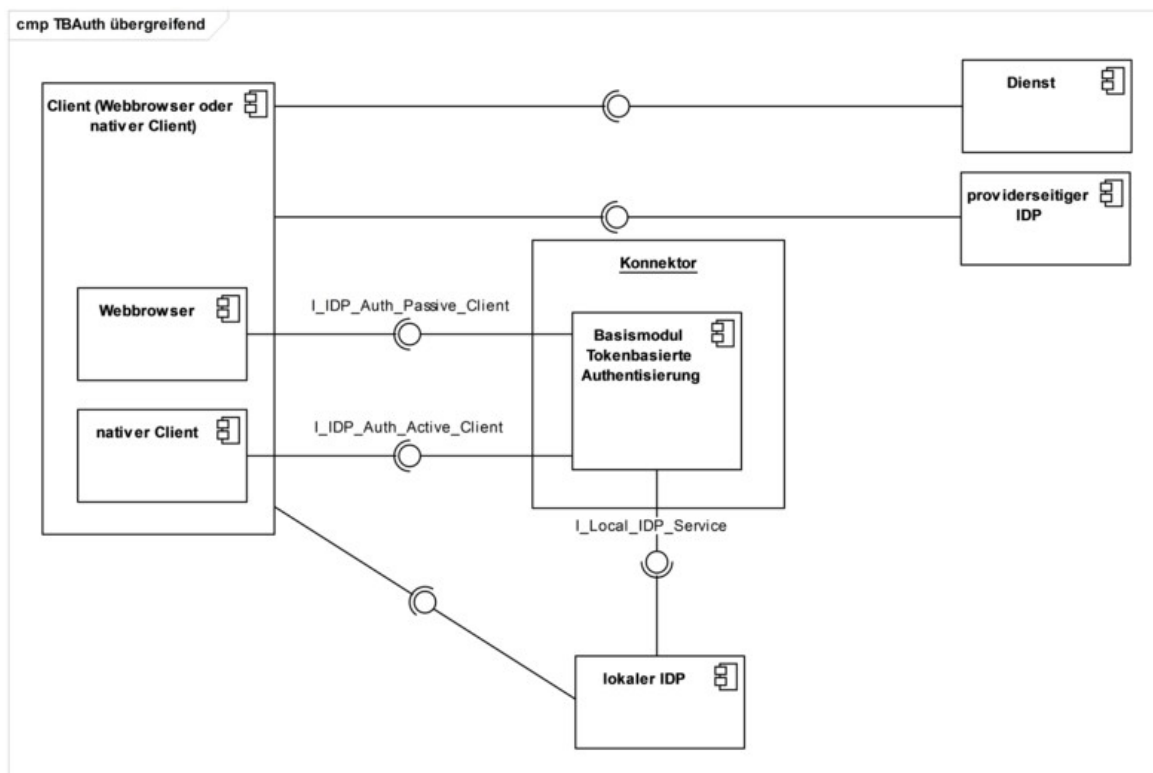 cmp TBAuth übergreifend
Client (Webbrowser oder
nativer Client)
Dienst
providerseitiger
IDP
Konnektor
Webbrowser
I_IDP_Auth_Passive_Client
Basismodul
Tokenbasierte
Authentisierung
nativer Client
I_IDP_Auth_Active_Client
I_Local_IDP_Service
lokaler IDP